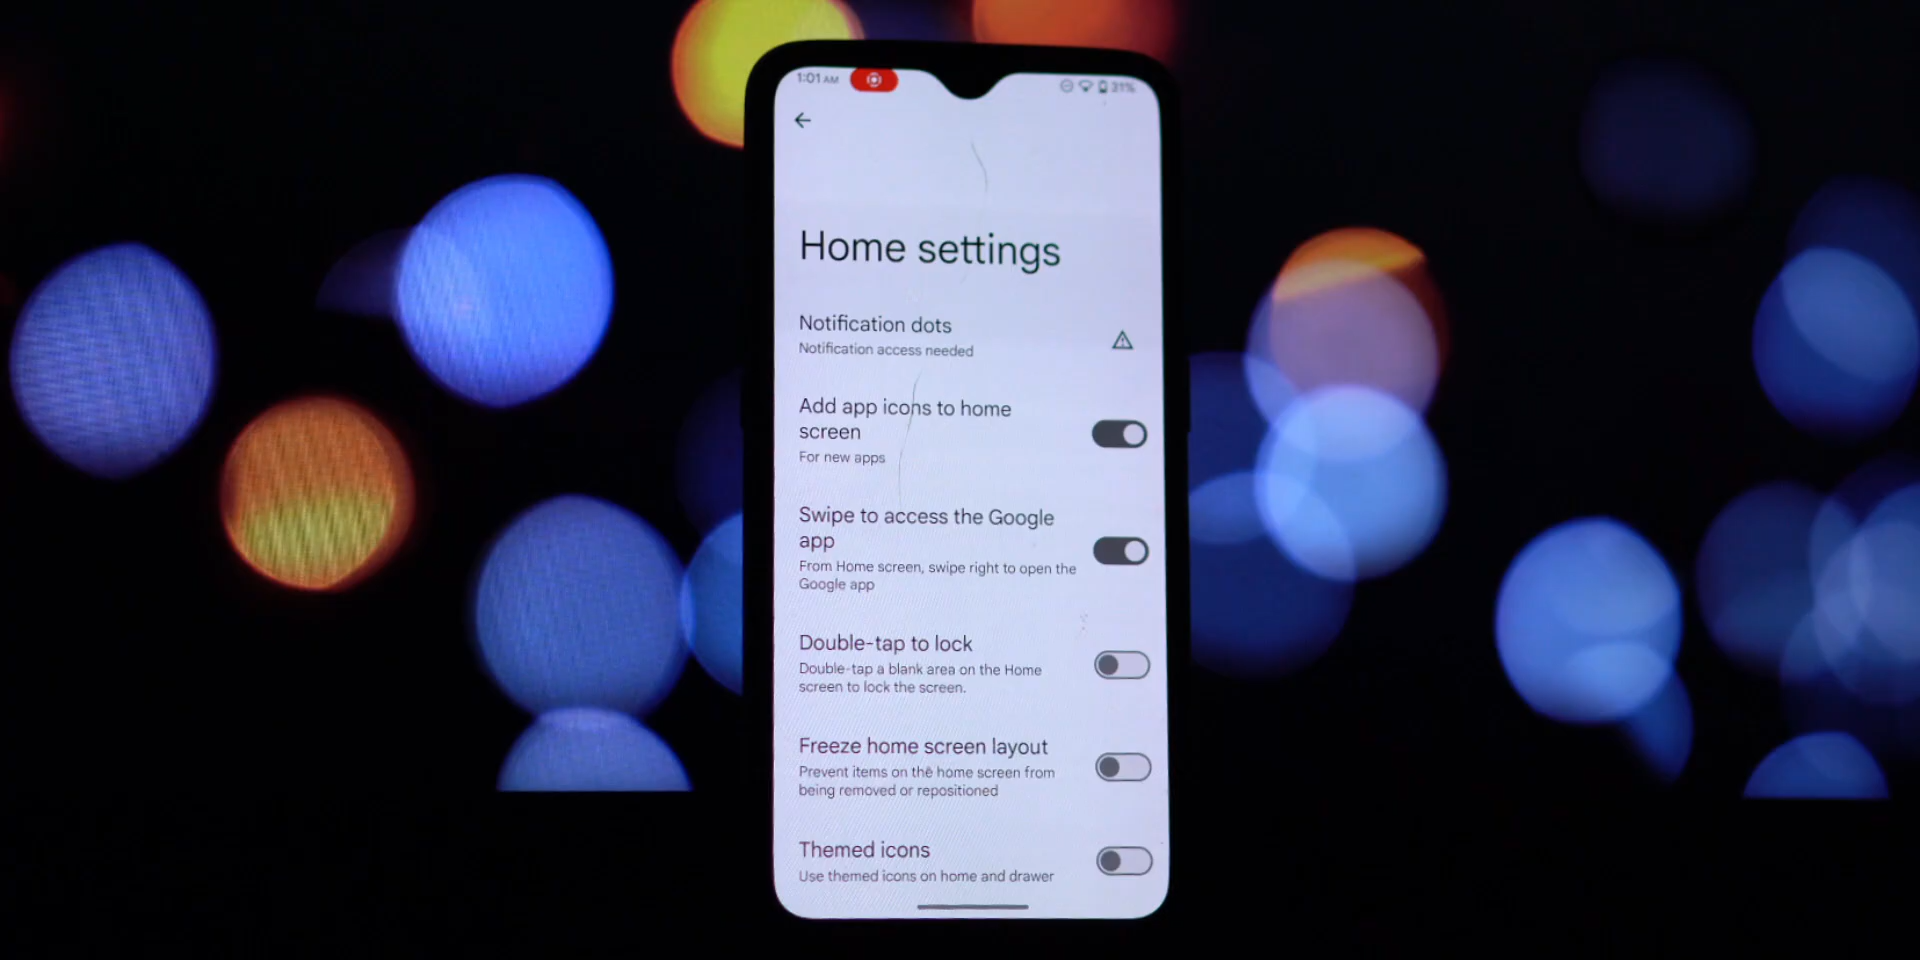 1:01 AM
31%
Home settings
Notification dots
Notification access needed
Add app icons to home
screen
For new apps
Swipe to access the Google
app
From Home screen, swipe right to open the
Google app
Double-tap to lock
Double-tap a blank area on the Home
screen to lock the screen.
Freeze home screen layout
Prevent items on the home screen from
being removed or repositioned
Themed icons
Use themed icons on home and drawer